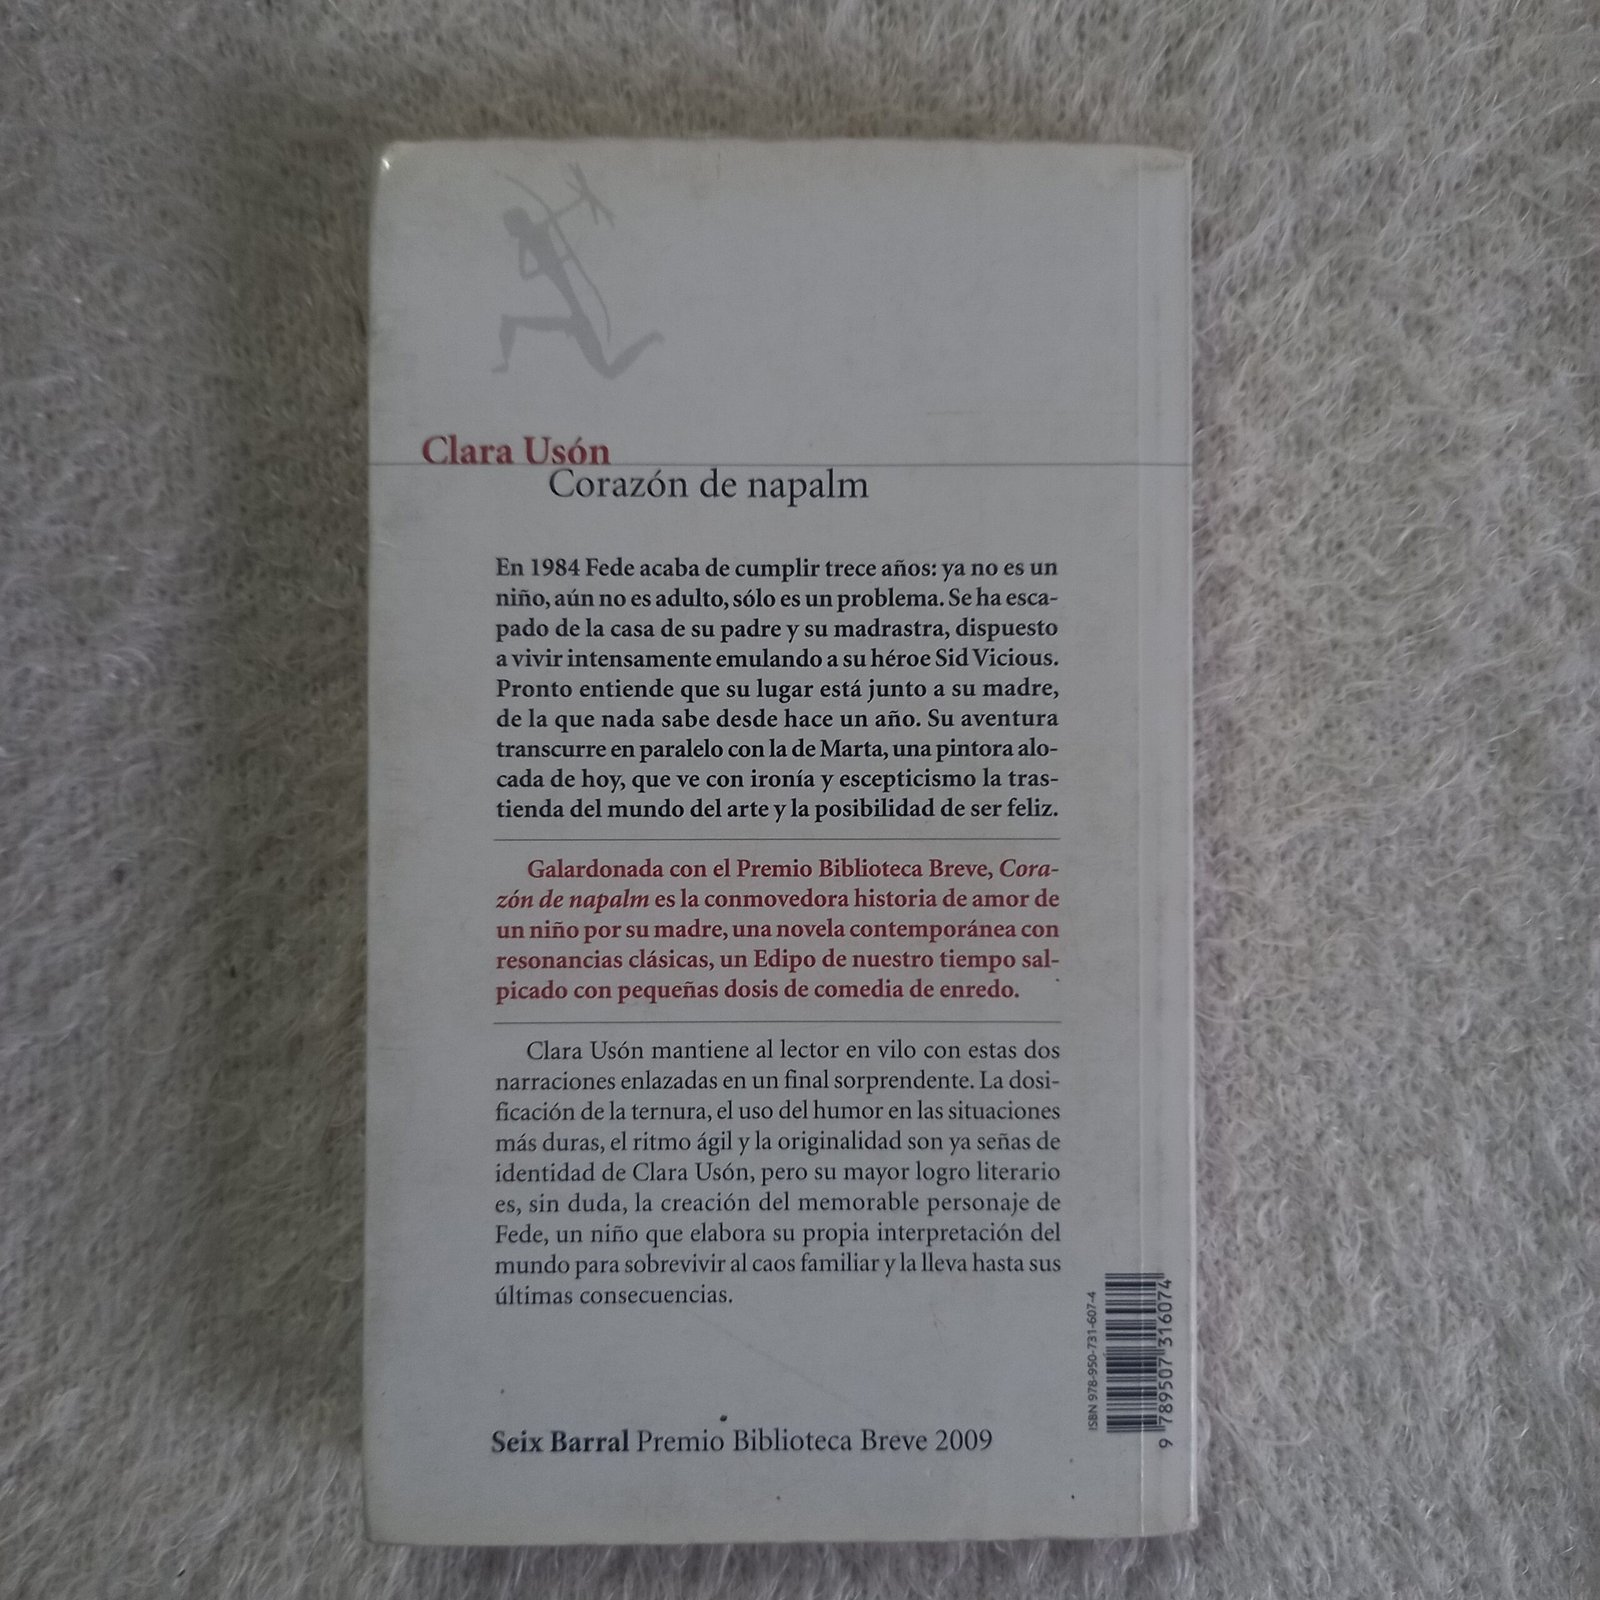 Clara Usón
Corazón de napalm
En 1984 Fede acaba de cumplir trece años: ya no es un
niño, aún no es adulto, sólo es un problema. Se ha esca-
pado de la casa de su padre y su madrastra, dispuesto
a vivir intensamente emulando a su héroe Sid Vicious.
Pronto entiende que su lugar está junto a su madre,
de la que nada sabe desde hace un año. Su aventura
transcurre en paralelo con la de Marta, una pintora alo-
cada de hoy, que ve con ironía y escepticismo la tras-
tienda del mundo del arte y la posibilidad de ser feliz.
Galardonada con el Premio Biblioteca Breve, Cora-
zón de napalm es la conmovedora historia de amor de
un niño por su madre, una novela contemporánea con
resonancias clásicas, un Edipo de nuestro tiempo sal-
picado con pequeñas dosis de comedia de enredo.
Clara Usón mantiene al lector en vilo con estas dos
narraciones enlazadas en un final sorprendente. La dosi-
ficación de la ternura, el uso del humor en las situaciones
más duras, el ritmo ágil y la originalidad son ya señas de
identidad de Clara Usón, pero su mayor logro literario
es, sin duda, la creación del memorable personaje de
Fede, un niño que elabora su propia interpretación del
mundo para sobrevivir al caos familiar y la lleva hasta sus
últimas consecuencias.
Seix Barral Premio Biblioteca Breve 2009
ISBN 978-950-731-607-4
9 789507 316074